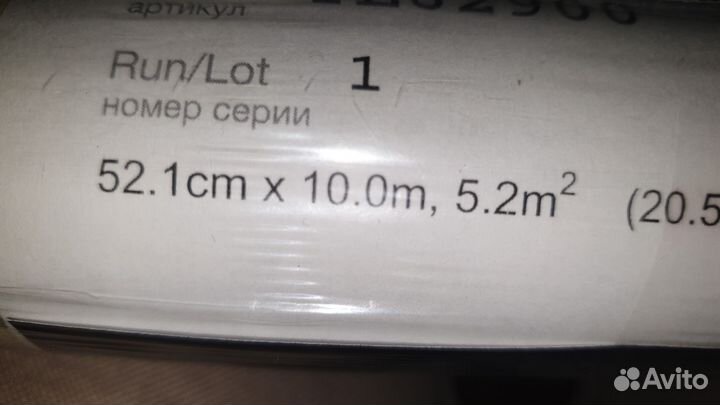 артикул
Run/Lot 1
номер серии
52.1cm x 10.0m, 5.2m² (20.5
Avito